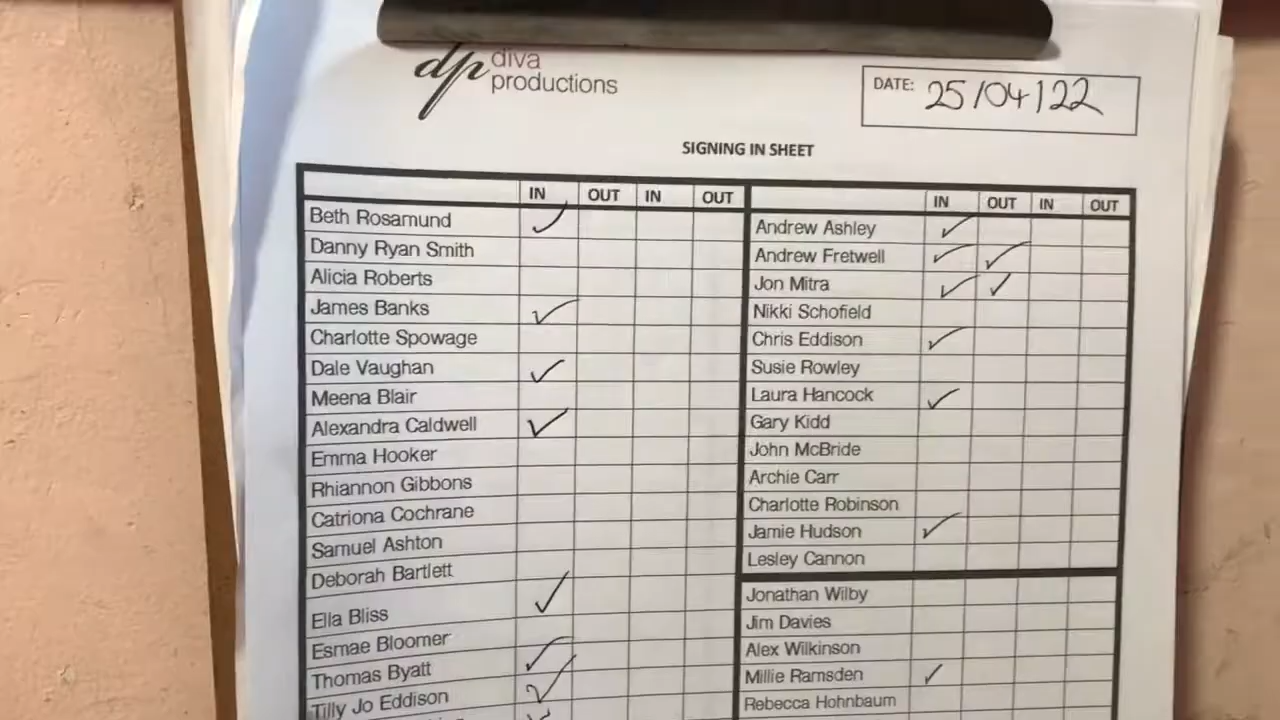 dp diva
productions
DATE: 25/04/22
SIGNING IN SHEET
IN OUT IN OUT
Beth Rosamund
Danny Ryan Smith
Alicia Roberts
James Banks
Charlotte Spowage
Dale Vaughan
Meena Blair
Alexandra Caldwell
Emma Hooker
Rhiannon Gibbons
Catriona Cochrane
Samuel Ashton
Deborah Bartlett
Ella Bliss
Esmae Bloomer
Thomas Byatt
Tilly Jo Eddison
IN OUT IN OUT
Andrew Ashley
Andrew Fretwell
Jon Mitra
Nikki Schofield
Chris Eddison
Susie Rowley
Laura Hancock
Gary Kidd
John McBride
Archie Carr
Charlotte Robinson
Jamie Hudson
Lesley Cannon
Jonathan Wilby
Jim Davies
Alex Wilkinson
Millie Ramsden
Rebecca Hohnbaum